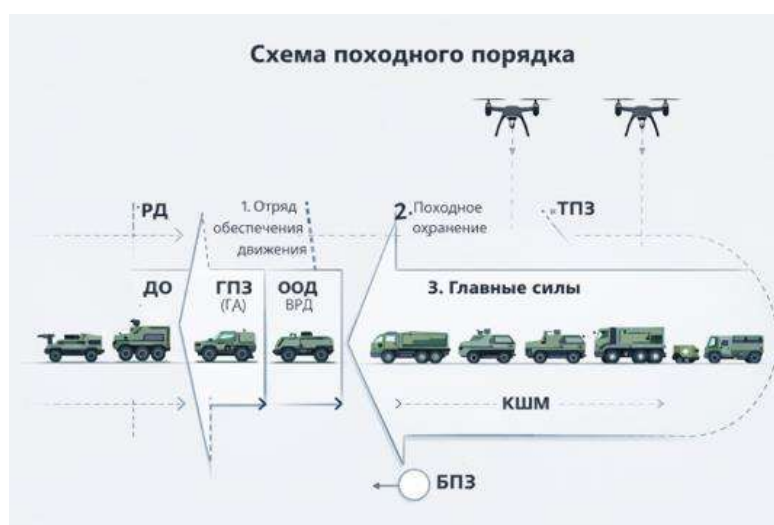 Схема походного порядка
РД
1. Отряд
обеспечения
движения
2. Походное
охранение
ТПЗ
ДО
ГПЗ
(ГА)
ООД
ВРД
3. Главные силы
КШМ
БПЗ